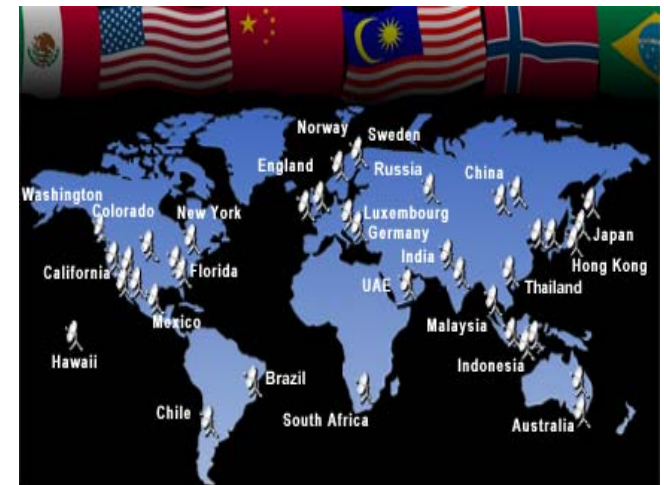 Norway
Sweden
England
Russia
China
Washington
Colorado
New York
Luxembourg
Germany
Japan
California
Florida
India
Hong Kong
UAE
Thailand
Mexico
Malaysia
Hawaii
Indonesia
Brazil
Chile
South Africa
Australia